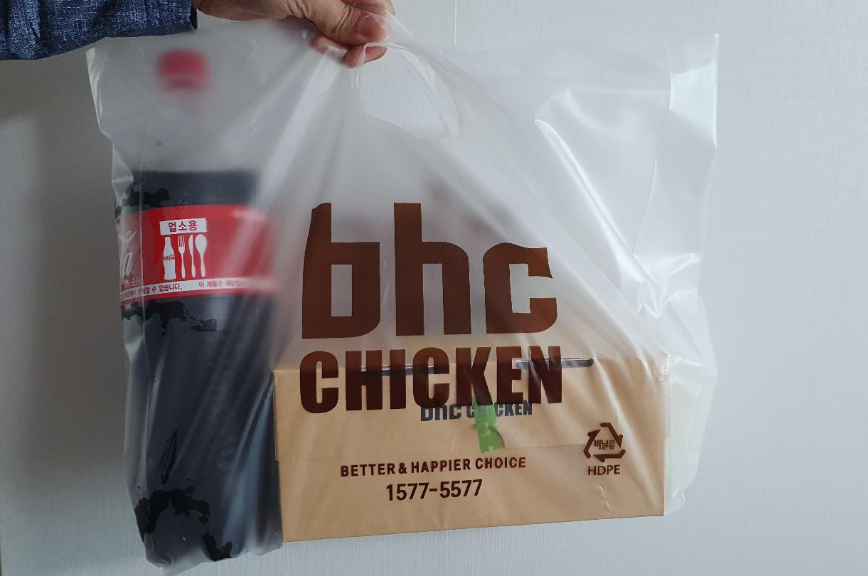 업소용
bhc
CHICKEN
bhc CHICKEN
BETTER & HAPPIER CHOICE
1577-5577
비닐류
HDPE